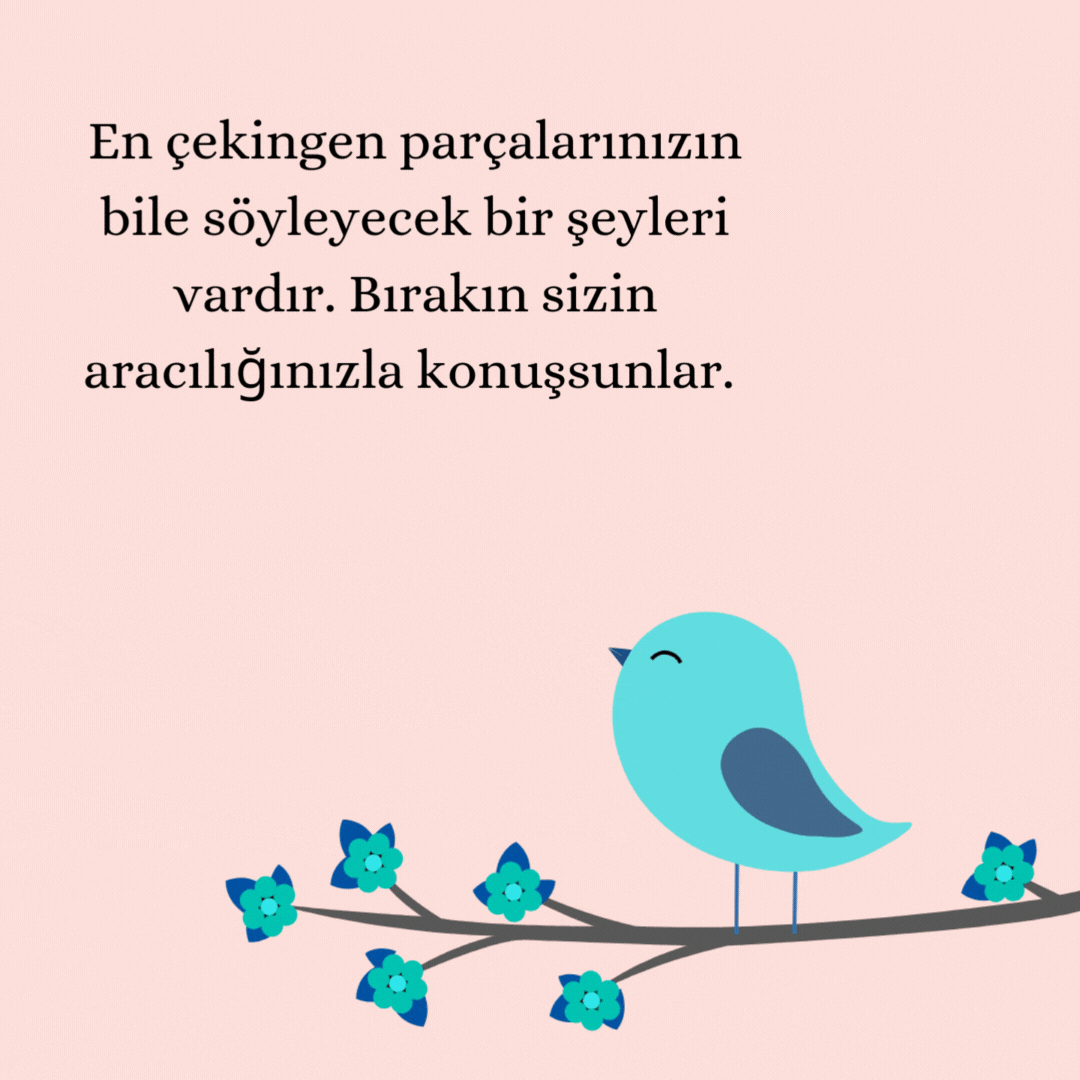 En çekingen parçalarınızın
bile söyleyecek bir şeyleri
vardır. Bırakın sizin
aracılığınızla konuşsunlar.